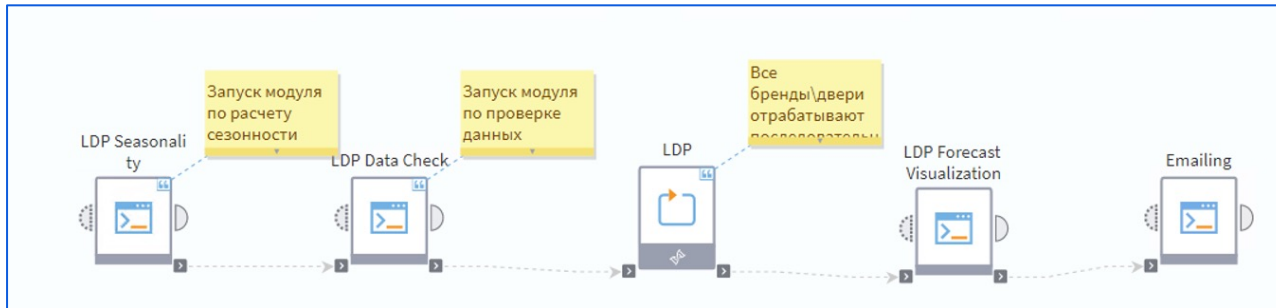 Запуск модуля
по расчету
сезонности
LDP Seasonali
ty
Запуск модуля
по проверке
данных
LDP Data Check
Все
бренды\двери
отрабатывают
LDP
LDP Forecast
Visualization
Emailing